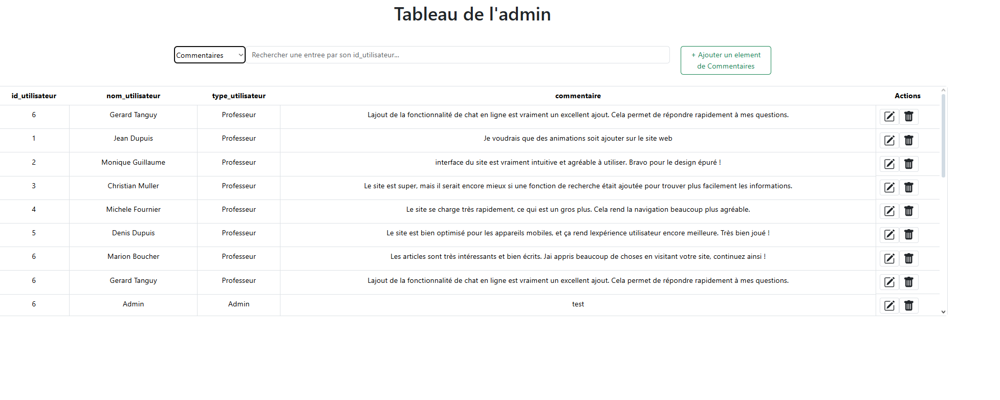 Tableau de l'admin
Commentaires Rechercher une entree par son id_utilisateur...
+ Ajouter un element
de Commentaires
id_utilisateur nom_utilisateur type_utilisateur commentaire Actions
6 Gerard Tanguy Professeur Lajout de la fonctionnalité de chat en ligne est vraiment un excellent ajout. Cela permet de répondre rapidement à mes questions.
1 Jean Dupuis Professeur Je voudrais que des animations soit ajouter sur le site web
2 Monique Guillaume Professeur interface du site est vraiment intuitive et agréable à utiliser. Bravo pour le design épuré !
3 Christian Muller Professeur Le site est super, mais il serait encore mieux si une fonction de recherche était ajoutée pour trouver plus facilement les informations.
4 Michele Fournier Professeur Le site se charge très rapidement, ce qui est un gros plus. Cela rend la navigation beaucoup plus agréable.
5 Denis Dupuis Professeur Le site est bien optimisé pour les appareils mobiles, et ça rend lexpérience utilisateur encore meilleure. Très bien joué !
6 Marion Boucher Professeur Les articles sont très intéressants et bien écrits. Jai appris beaucoup de choses en visitant votre site, continuez ainsi !
6 Gerard Tanguy Professeur Lajout de la fonctionnalité de chat en ligne est vraiment un excellent ajout. Cela permet de répondre rapidement à mes questions.
6 Admin Admin test